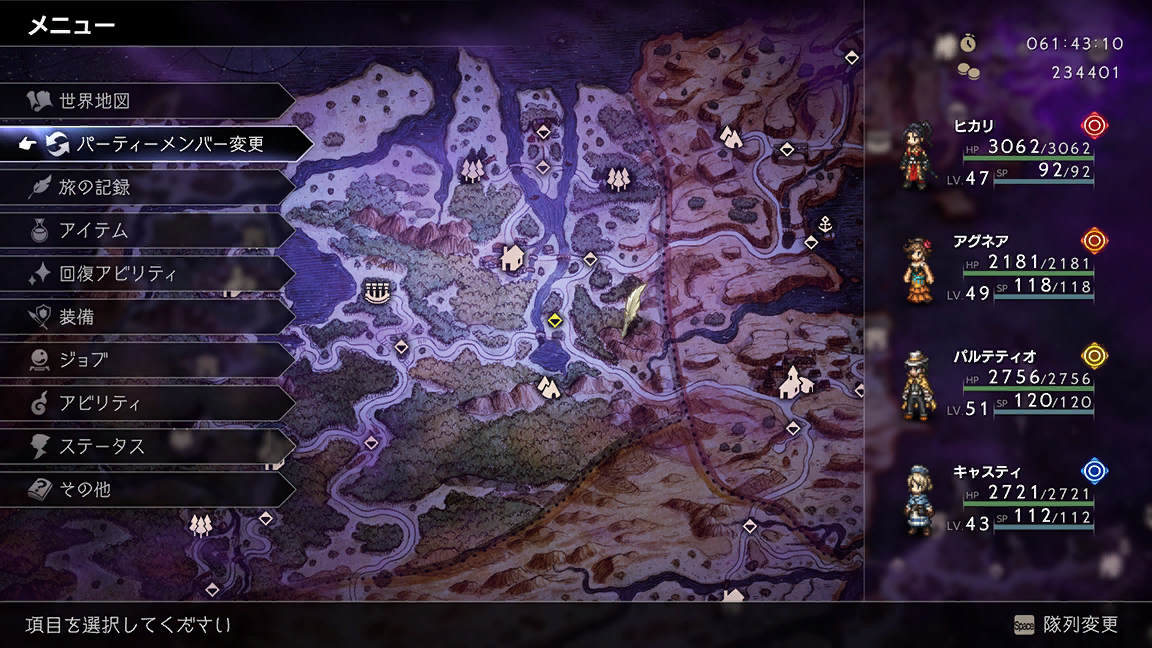 メニュー
世界地図
パーティーメンバー変更
旅の記録
アイテム
回復アビリティ
装備
ジョブ
アビリティ
ステータス
その他
061:43:10
234401
ヒカリ
HP 3062/3062
LV. 47 SP 92/92
アグネア
HP 2181/2181
LV. 49 SP 118/118
パルテティオ
HP 2756/2756
LV. 51 SP 120/120
キャスティ
HP 2721/2721
LV. 43 SP 112/112
項目を選択してください
Space 隊列変更